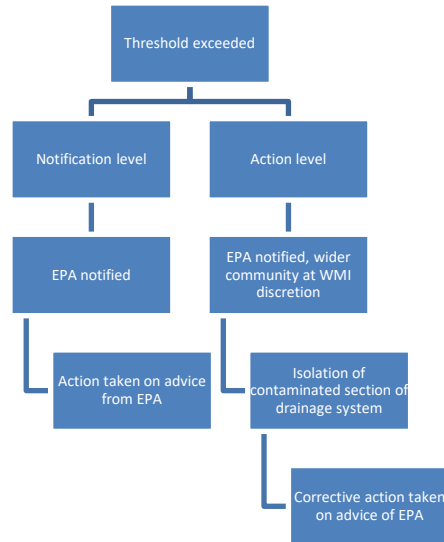 Threshold exceeded
Notification level
Action level
EPA notified
EPA notified, wider
community at WMI
discretion
Action taken on advice
from EPA
Isolation of
contaminated section of
drainage system
Corrective action taken
on advice of EPA